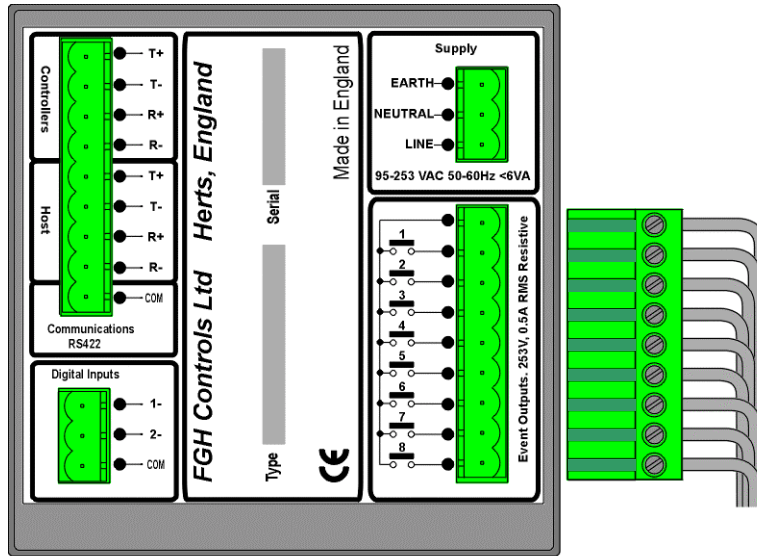 Controllers
T+
T-
R+
R-
Host
T+
T-
R+
R-
COM
Communications
RS422
Digital Inputs
1-
2-
COM
FGH Controls Ltd Herts, England
Type
Serial
Made in England
CE
Supply
EARTH
NEUTRAL
LINE
95-253 VAC 50-60Hz <6VA
1
2
3
4
5
6
7
8
Event Outputs. 253V, 0.5A RMS Resistive